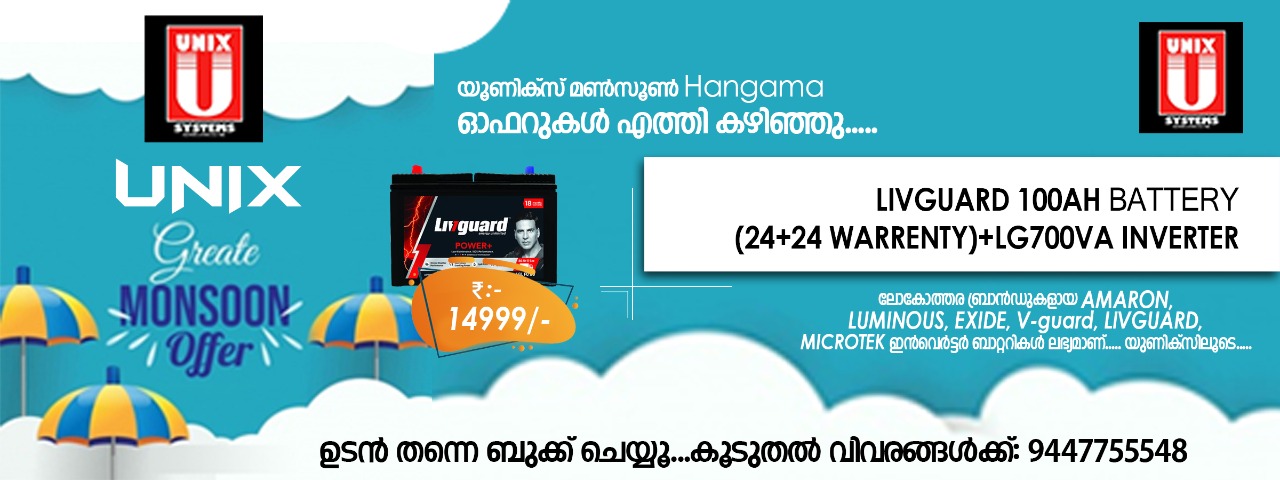 UNIX
U
SYSTEMS
UNIX
Greate
MONSOON
Offer
യൂണിക്സ് മൺസൂൺ Hangama
ഓഫറുകൾ എത്തി കഴിഞ്ഞു.....
UNIX
U
SYSTEMS
Livguard
POWER+
18
₹:-
14999/-
LIVGUARD 100AH BATTERY
(24+24 WARRENTY)+LG700VA INVERTER
ലോകോത്തര ബ്രാൻഡുകളായ AMARON,
LUMINOUS, EXIDE, V-guard, LIVGUARD,
MICROTEK ഇൻവെർട്ടർ ബാറ്ററികൾ ലഭ്യമാണ്..... യുണിക്സിലൂടെ.....
ഉടൻ തന്നെ ബുക്ക് ചെയ്യൂ...കൂടുതൽ വിവരങ്ങൾക്ക്: 9447755548